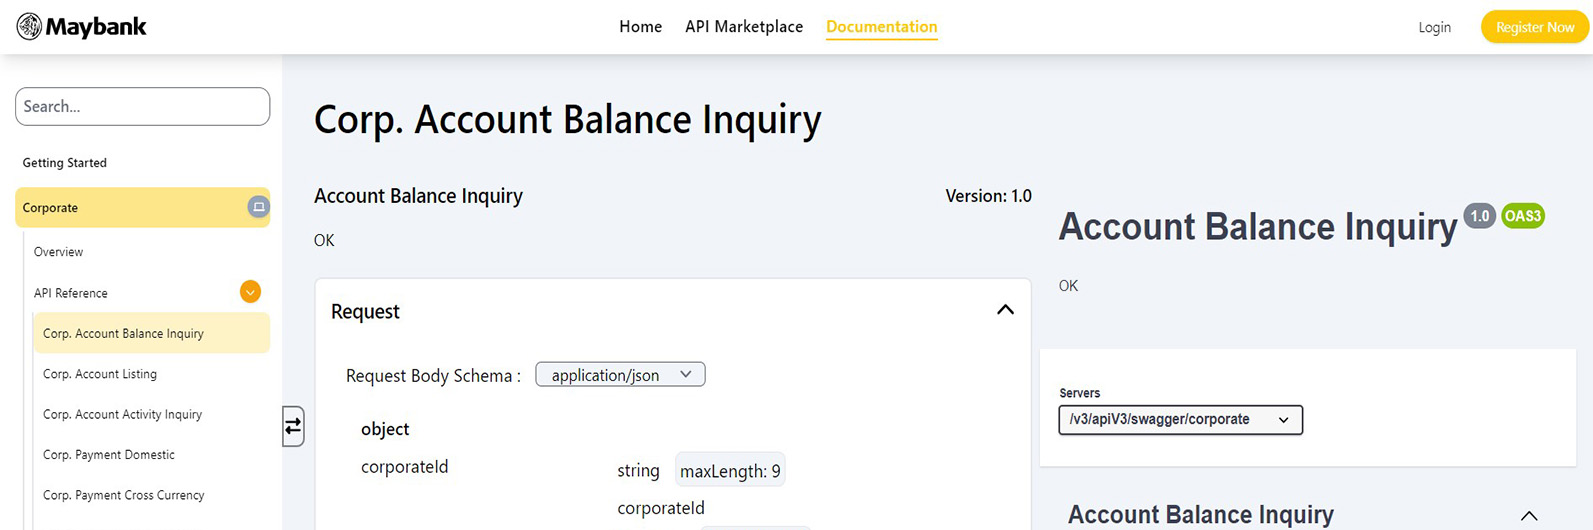 Maybank
Home
API Marketplace
Documentation
Login
Register Now
Search...
Getting Started
Corporate
Overview
API Reference
Corp. Account Balance Inquiry
Corp. Account Listing
Corp. Account Activity Inquiry
Corp. Payment Domestic
Corp. Payment Cross Currency
Corp. Account Balance Inquiry
Account Balance Inquiry
Version: 1.0
OK
Request
Request Body Schema :
application/json
object
corporateId
string
maxLength: 9
corporateId
Account Balance Inquiry
1.0
OAS3
OK
Servers
/v3/apiV3/swagger/corporate
Account Balance Inquiry